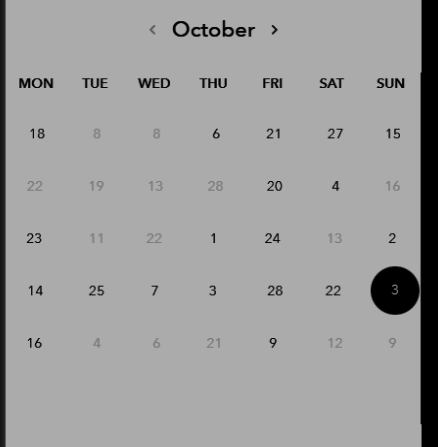 ‹ October ›
MON TUE WED THU FRI SAT SUN
18 8 8 6 21 27 15
22 19 13 28 20 4 16
23 11 22 1 24 13 2
14 25 7 3 28 22 3
16 4 6 21 9 12 9